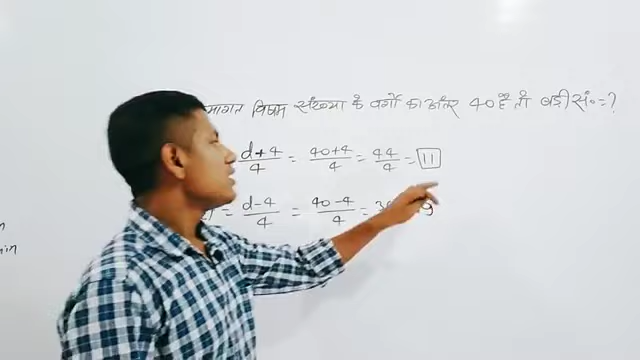 विषम संख्या के वर्गों का अंतर 40 है तो बड़ी सं०=?
d+4/4 = 40+4/4 = 44/4 = 11
= d-4/4 = 40-4/4 = 9